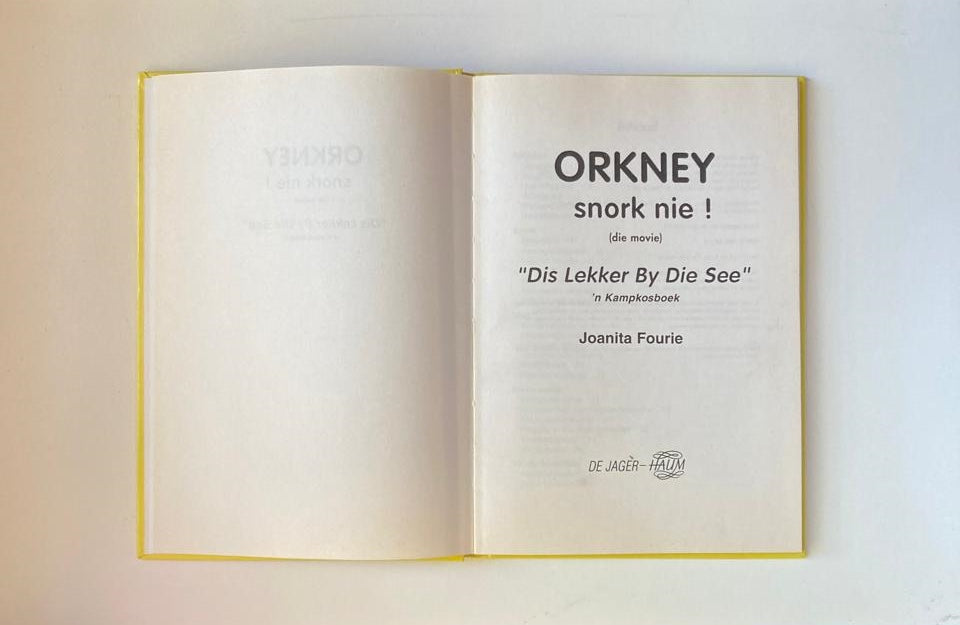 ORKNEY
snork nie !
(die movie)
"Dis Lekker By Die See"
'n Kampkosboek
Joanita Fourie
DE JAGER–HAUM